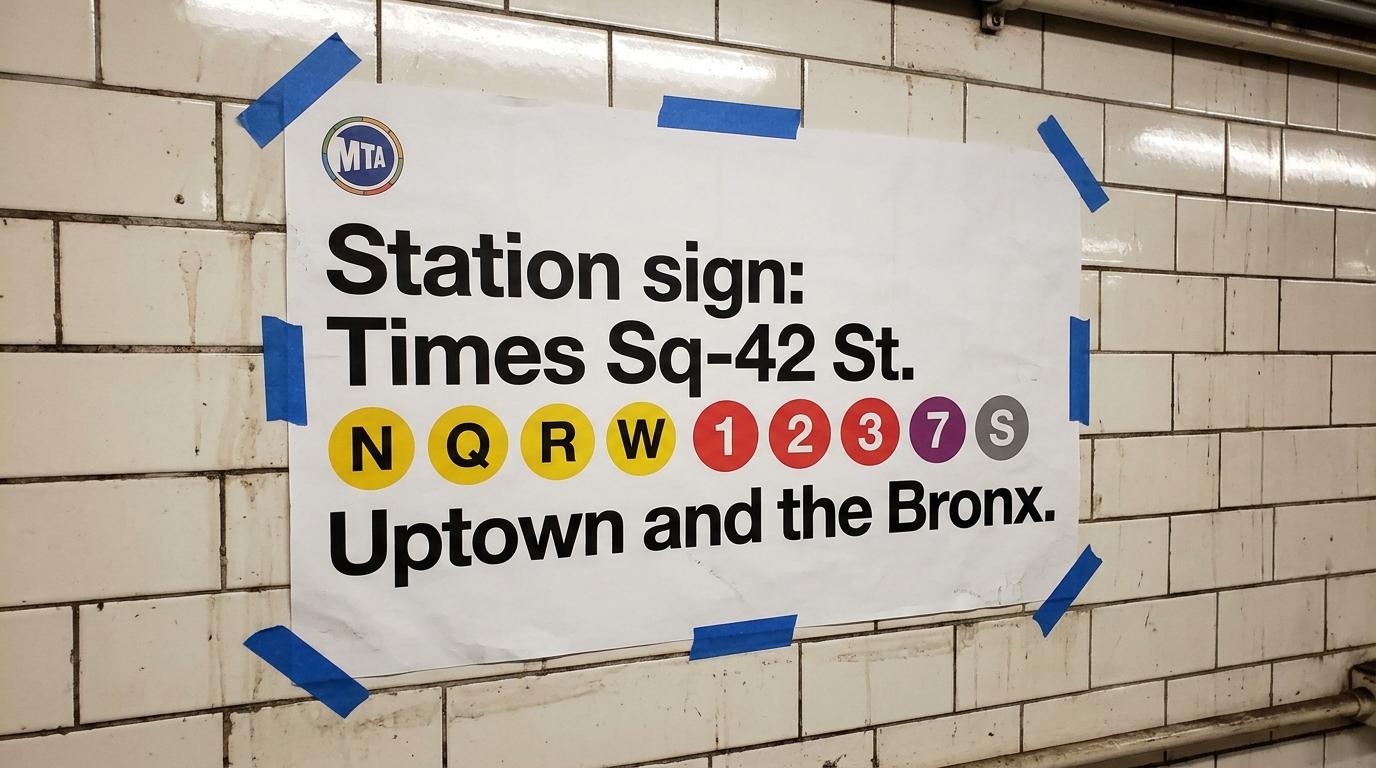 MTA
Station sign:
Times Sq-42 St.
N Q R W 1 2 3 7 S
Uptown and the Bronx.